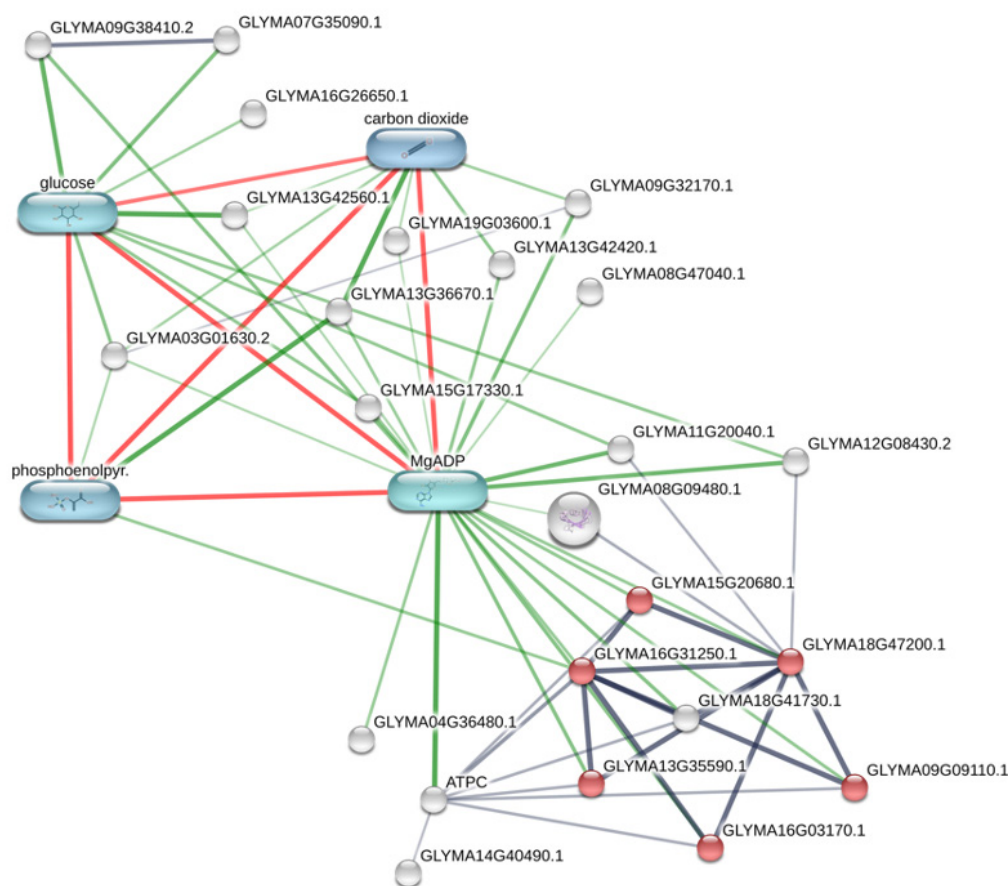 GLYMA09G38410.2
GLYMA07G35090.1
GLYMA16G26650.1
carbon dioxide
glucose
GLYMA09G32170.1
GLYMA13G42560.1
GLYMA19G03600.1
GLYMA13G42420.1
GLYMA08G47040.1
GLYMA13G36670.1
GLYMA03G01630.2
GLYMA15G17330.1
GLYMA11G20040.1
GLYMA12G08430.2
MgADP
phosphoenolpyr.
GLYMA08G09480.1
GLYMA15G20680.1
GLYMA18G47200.1
GLYMA16G31250.1
GLYMA18G41730.1
GLYMA04G36480.1
GLYMA13G35590.1
GLYMA09G09110.1
ATPC
GLYMA16G03170.1
GLYMA14G40490.1